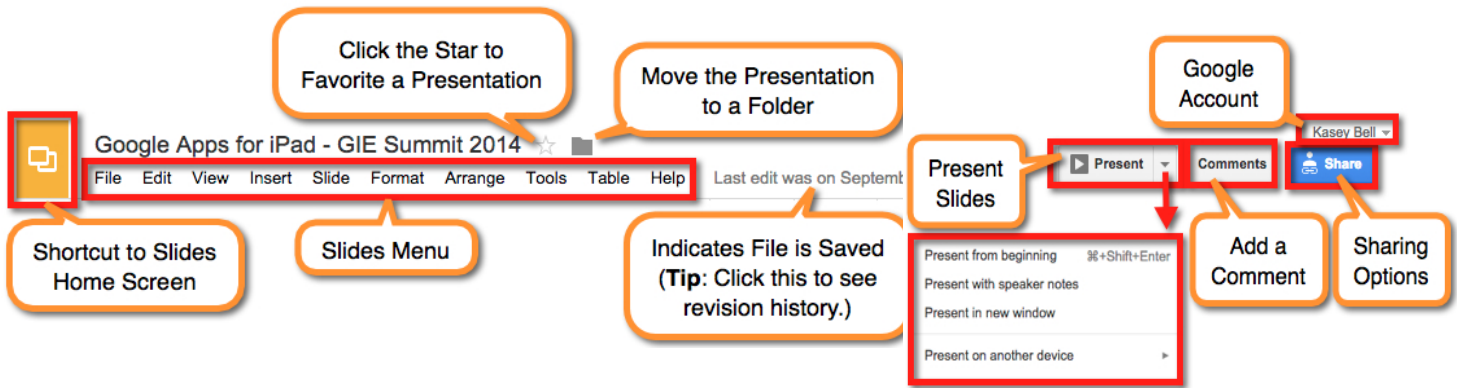 Click the Star to
Favorite a Presentation
Move the Presentation
to a Folder
Google Apps for iPad - GIE Summit 2014
File Edit View Insert Slide Format Arrange Tools Table Help
Last edit was on Septemb
Shortcut to Slides
Home Screen
Slides Menu
Indicates File is Saved
(Tip: Click this to see
revision history.)
Google
Account
Kasey Bell
Present
Slides
Present
Comments
Share
Present from beginning ⌘+Shift+Enter
Present with speaker notes
Present in new window
Present on another device
Add a
Comment
Sharing
Options